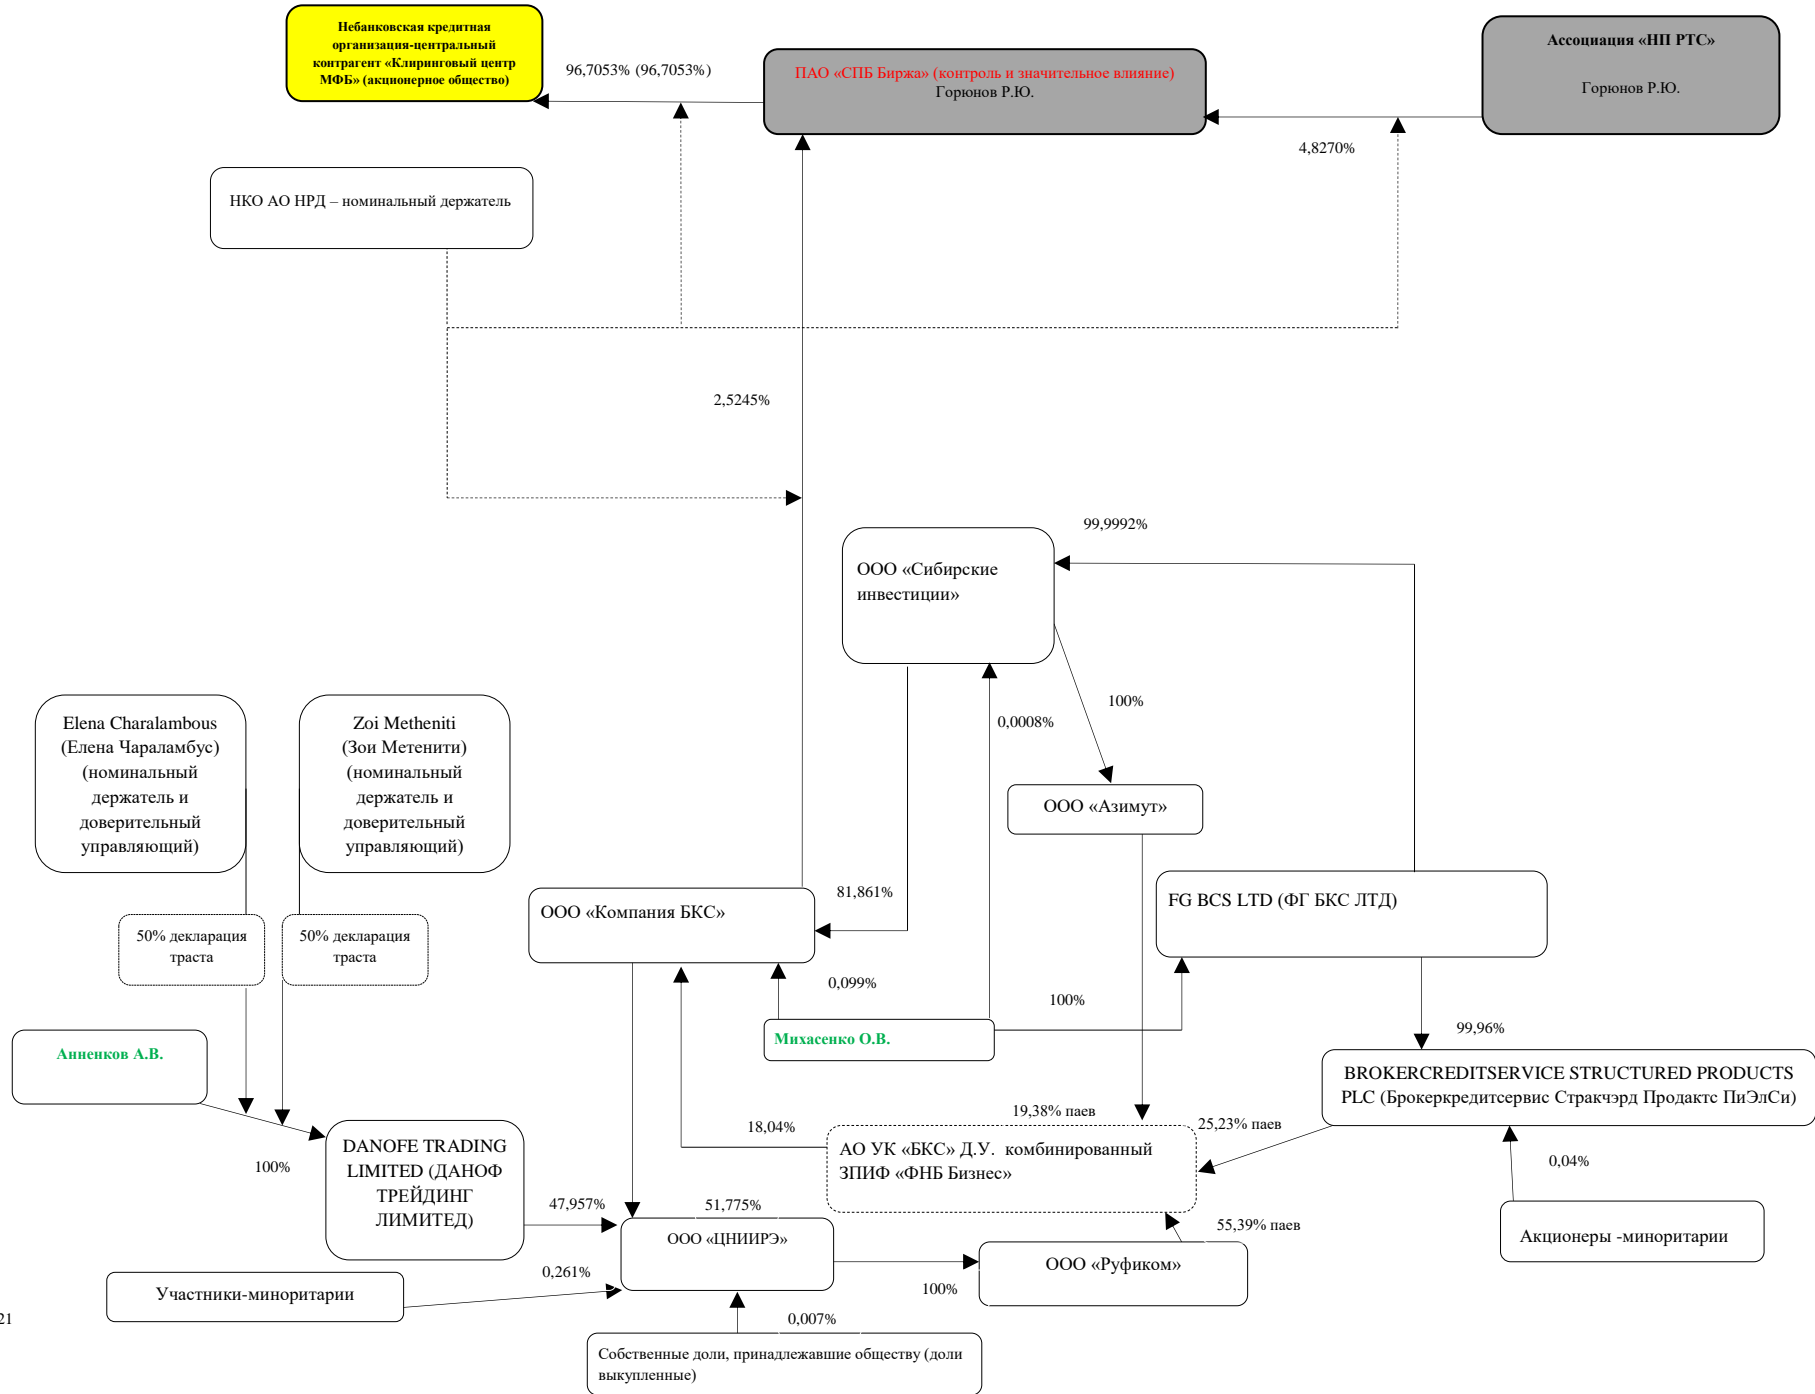 Небанковская кредитная
организация-центральный
контрагент «Клиринговый центр
МФБ» (акционерное общество)
96,7053% (96,7053%)
ПАО «СПБ Биржа» (контроль и значительное влияние)
Горюнов Р.Ю.
Ассоциация «НП РТС»
Горюнов Р.Ю.
4,8270%
НКО АО НРД – номинальный держатель
2,5245%
99,9992%
ООО «Сибирские
инвестиции»
100%
0,0008%
Elena Charalambous
(Елена Чараламбус)
(номинальный
держатель и
доверительный
управляющий)
Zoi Metheniti
(Зои Метенити)
(номинальный
держатель и
доверительный
управляющий)
ООО «Азимут»
81,861%
ООО «Компания БКС»
FG BCS LTD (ФГ БКС ЛТД)
50% декларация
траста
50% декларация
траста
0,099%
100%
Михасенко О.В.
99,96%
Анненков А.В.
BROKERCREDITSERVICE STRUCTURED PRODUCTS
PLC (Брокеркредитсервис Стракчэрд Продактс ПиЭлСи)
19,38% паев
25,23% паев
18,04%
АО УК «БКС» Д.У. комбинированный
ЗПИФ «ФНБ Бизнес»
0,04%
100%
DANOFE TRADING
LIMITED (ДАНОФ
ТРЕЙДИНГ
ЛИМИТЕД)
47,957%
51,775%
55,39% паев
ООО «ЦНИИРЭ»
Акционеры -миноритарии
ООО «Руфиком»
0,261%
100%
Участники-миноритарии
21
0,007%
Собственные доли, принадлежавшие обществу (доли
выкупленные)